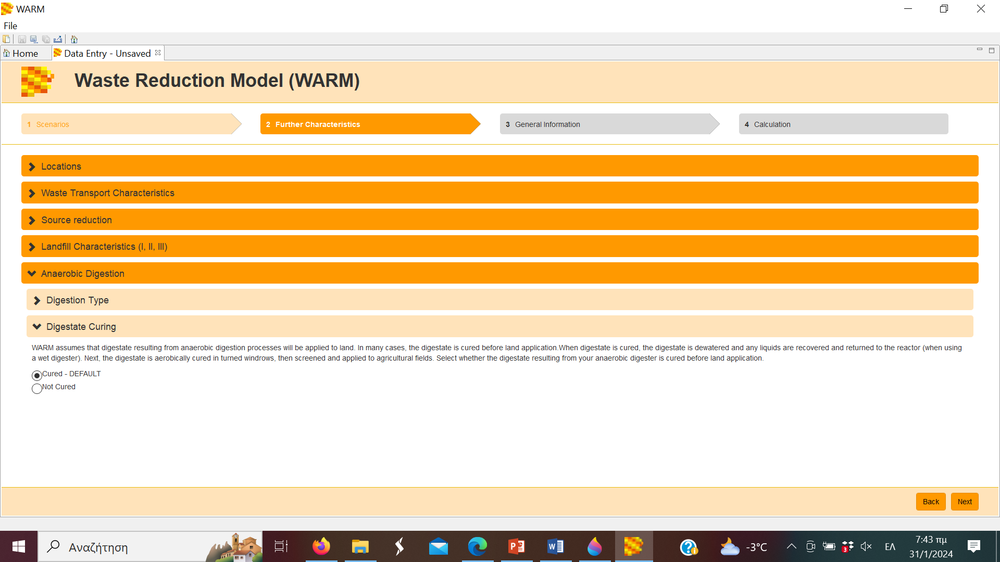 WARM
File
Home
Data Entry - Unsaved
Waste Reduction Model (WARM)
1 Scenarios
2 Further Characteristics
3 General Information
4 Calculation
Locations
Waste Transport Characteristics
Source reduction
Landfill Characteristics (I, II, III)
Anaerobic Digestion
Digestion Type
Digestate Curing
WARM assumes that digestate resulting from anaerobic digestion processes will be applied to land. In many cases, the digestate is cured before land application.When digestate is cured, the digestate is dewatered and any liquids are recovered and returned to the reactor (when using
a wet digester). Next, the digestate is aerobically cured in turned windrows, then screened and applied to agricultural fields. Select whether the digestate resulting from your anaerobic digester is cured before land application.
Cured - DEFAULT
Not Cured
Back
Next
Αναζήτηση
-3°C
3
ΕΛ
7:43 πμ
31/1/2024